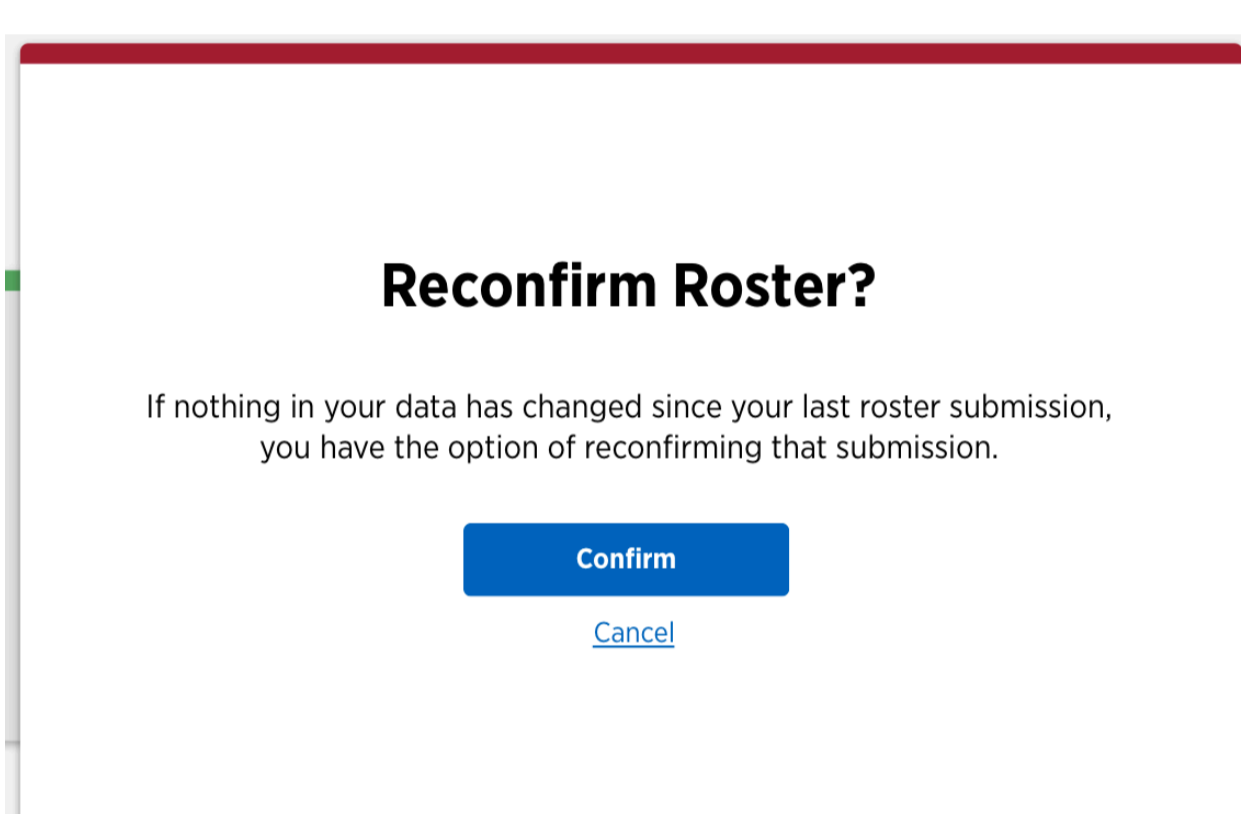 Reconfirm Roster?
If nothing in your data has changed since your last roster submission,
you have the option of reconfirming that submission.
Confirm
Cancel